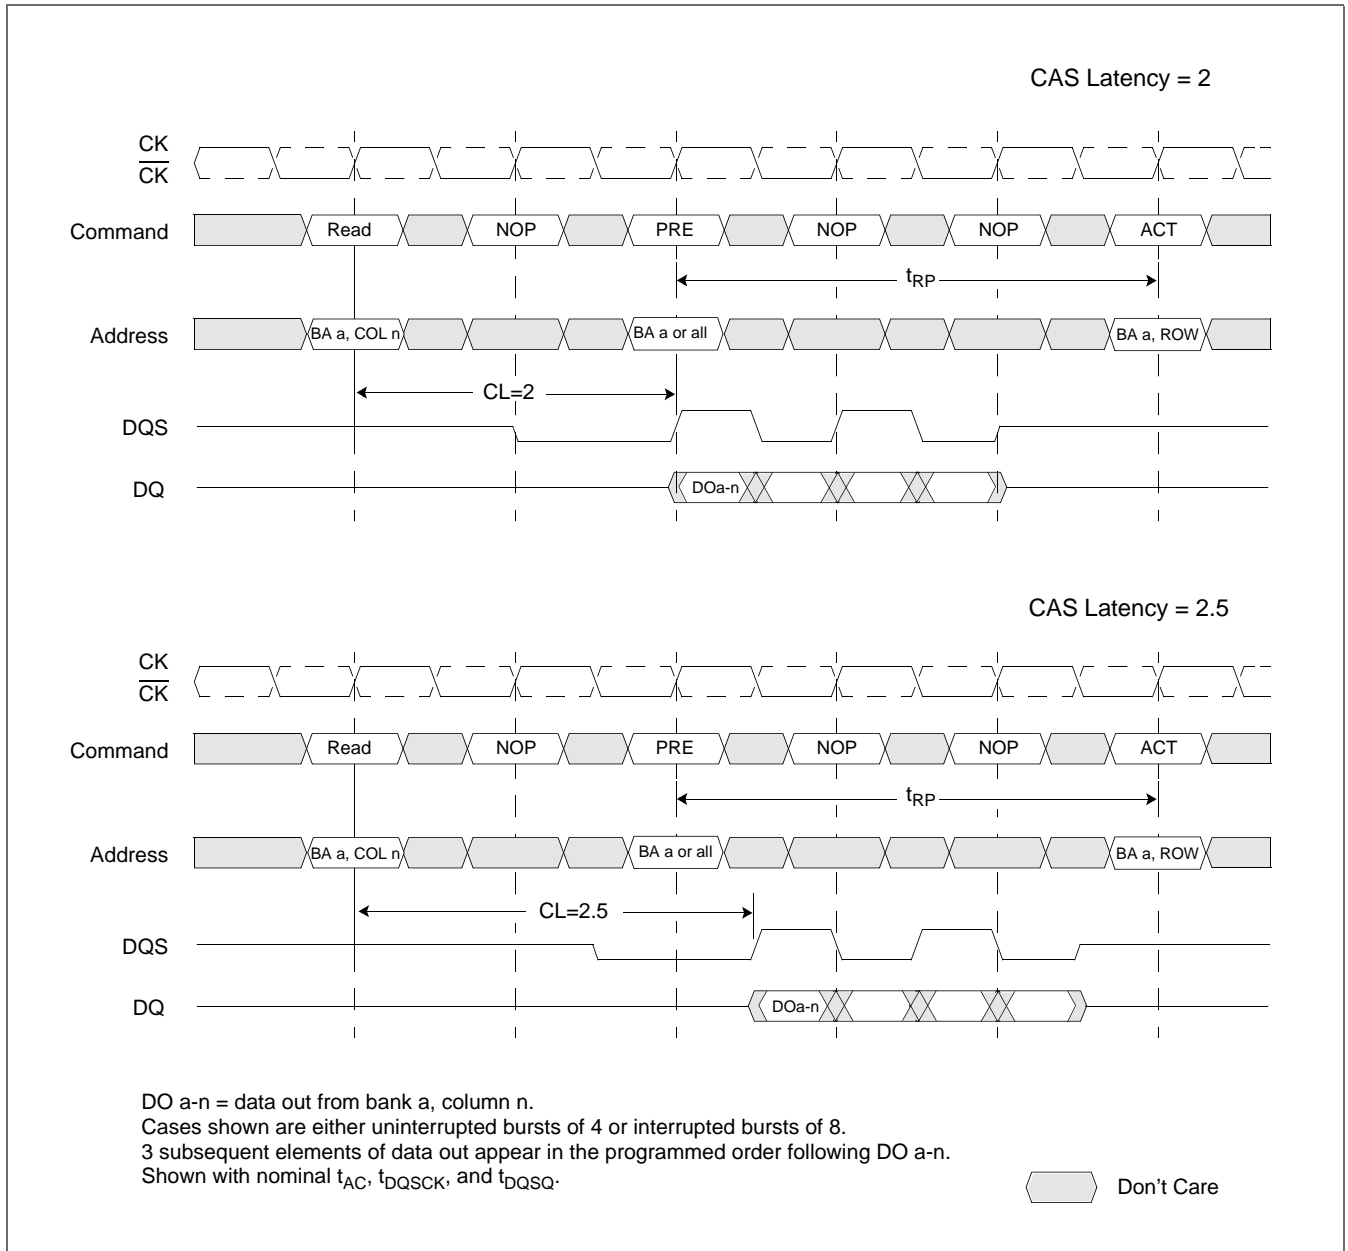 CAS Latency = 2
CK
CK
Command Read NOP PRE NOP NOP ACT
tRP
Address BA a, COL n BA a or all BA a, ROW
CL=2
DQS
DQ DOa-n
CAS Latency = 2.5
CK
CK
Command Read NOP PRE NOP NOP ACT
tRP
Address BA a, COL n BA a or all BA a, ROW
CL=2.5
DQS
DQ DOa-n
DO a-n = data out from bank a, column n.
Cases shown are either uninterrupted bursts of 4 or interrupted bursts of 8.
3 subsequent elements of data out appear in the programmed order following DO a-n.
Shown with nominal tAC, tDQSCK, and tDQSQ.
Don't Care